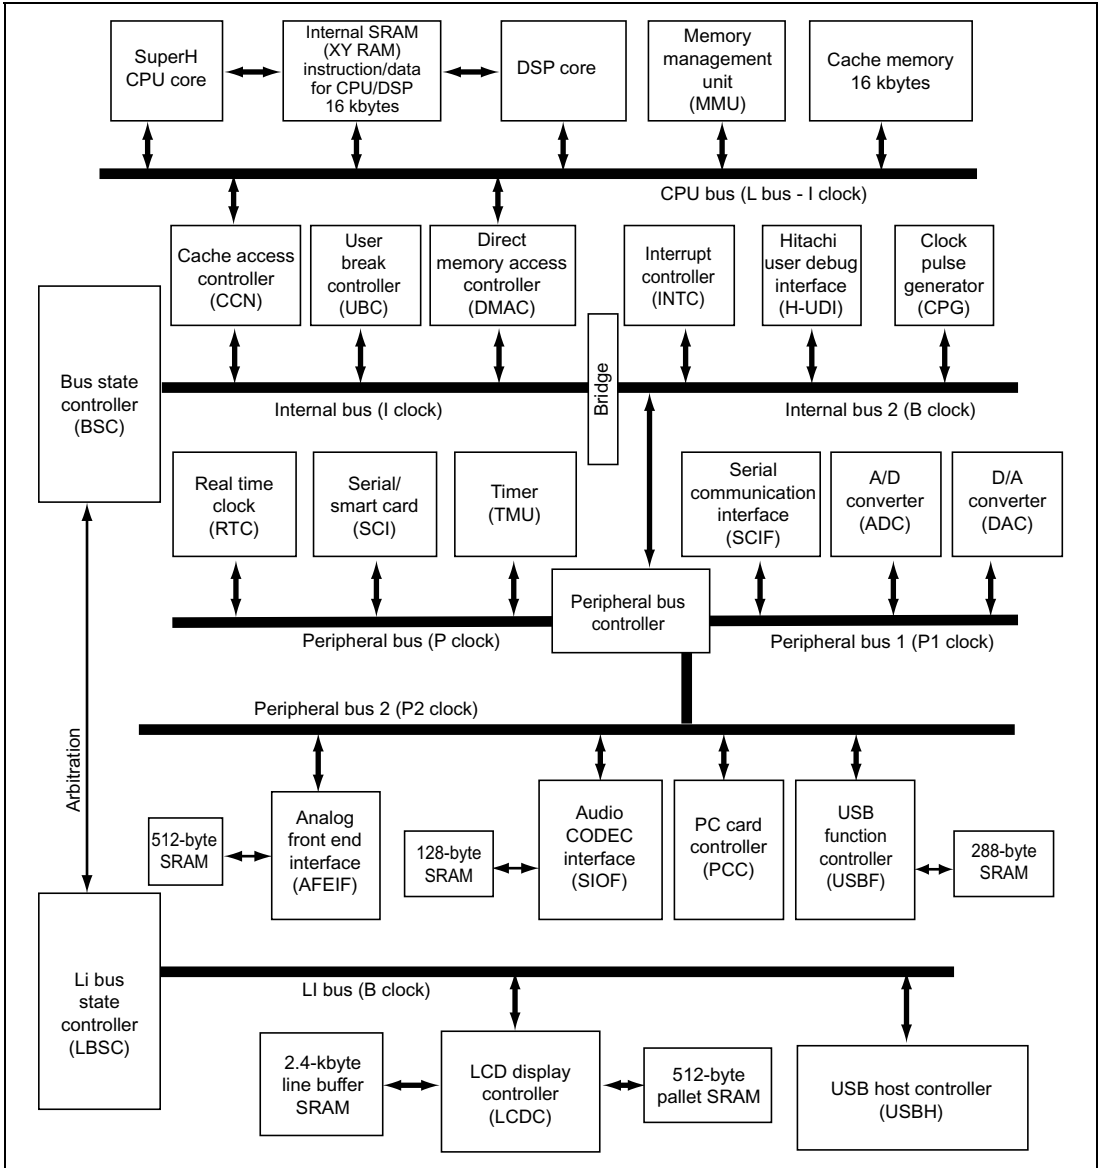 SuperH
CPU core
Internal SRAM
(XY RAM)
instruction/data
for CPU/DSP
16 kbytes
DSP core
Memory
management
unit
(MMU)
Cache memory
16 kbytes
CPU bus (L bus - I clock)
Cache access
controller
(CCN)
User
break
controller
(UBC)
Direct
memory access
controller
(DMAC)
Interrupt
controller
(INTC)
Hitachi
user debug
interface
(H-UDI)
Clock
pulse
generator
(CPG)
Bus state
controller
(BSC)
Bridge
Internal bus (I clock)
Internal bus 2 (B clock)
Real time
clock
(RTC)
Serial/
smart card
(SCI)
Timer
(TMU)
Serial
communication
interface
(SCIF)
A/D
converter
(ADC)
D/A
converter
(DAC)
Peripheral bus
controller
Peripheral bus (P clock)
Peripheral bus 1 (P1 clock)
Peripheral bus 2 (P2 clock)
Arbitration
512-byte
SRAM
Analog
front end
interface
(AFEIF)
128-byte
SRAM
Audio
CODEC
interface
(SIOF)
PC card
controller
(PCC)
USB
function
controller
(USBF)
288-byte
SRAM
Li bus
state
controller
(LBSC)
LI bus (B clock)
2.4-kbyte
line buffer
SRAM
LCD display
controller
(LCDC)
512-byte
pallet SRAM
USB host controller
(USBH)